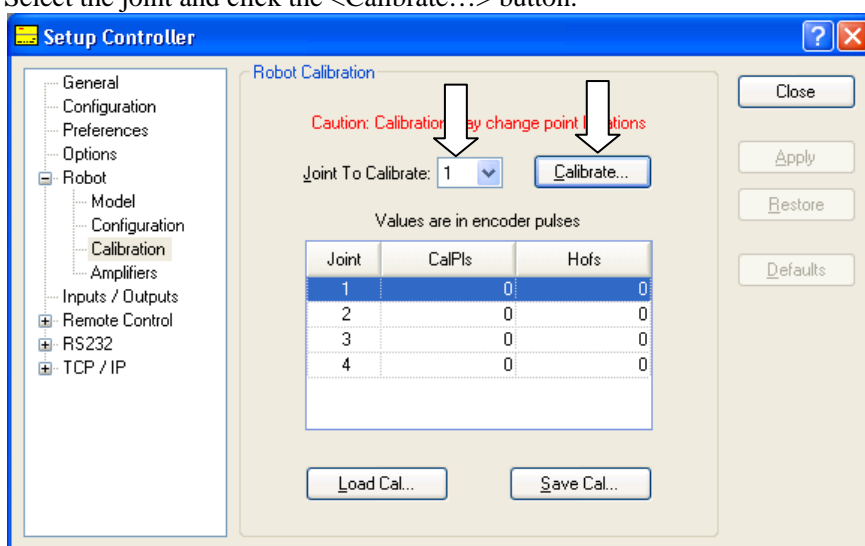 Select the joint and click the <Calibrate…> button.
Setup Controller
General
Configuration
Preferences
Options
Robot
Model
Configuration
Calibration
Amplifiers
Inputs / Outputs
Remote Control
RS232
TCP / IP
Robot Calibration
Caution: Calibration may change point
Joint To Calibrate: 1
Calibrate...
Values are in encoder pulses
Joint CalPls Hofs
1 0 0
2 0 0
3 0 0
4 0 0
Load Cal...
Save Cal...
Close
Apply
Restore
Defaults